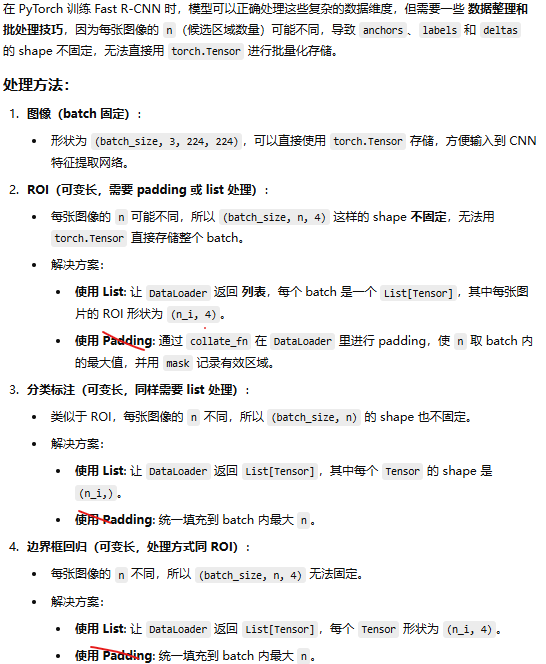 在 PyTorch 训练 Fast R-CNN 时，模型可以正确处理这些复杂的数据维度，但需要一些 数据整理和
批处理技巧，因为每张图像的 n（候选区域数量）可能不同，导致 anchors、labels 和 deltas
的 shape 不固定，无法直接用 torch.Tensor 进行批量化存储。
处理方法：
1. 图像（batch 固定）：
• 形状为 (batch_size, 3, 224, 224)，可以直接使用 torch.Tensor 存储，方便输入到 CNN
特征提取网络。
2. ROI（可变长，需要 padding 或 list 处理）：
• 每张图像的 n 可能不同，所以 (batch_size, n, 4) 这样的 shape 不固定，无法用
torch.Tensor 直接存储整个 batch。
• 解决方案：
• 使用 List: 让 DataLoader 返回 列表，每个 batch 是一个 List[Tensor]，其中每张图
片的 ROI 形状为 (n_i, 4)。
• 使用 Padding: 通过 collate_fn 在 DataLoader 里进行 padding，使 n 取 batch 内
的最大值，并用 mask 记录有效区域。
3. 分类标注（可变长，同样需要 list 处理）：
• 类似于 ROI，每张图像的 n 不同，所以 (batch_size, n) 的 shape 也不固定。
• 解决方案：
• 使用 List: 让 DataLoader 返回 List[Tensor]，其中每个 Tensor 的 shape 是
(n_i,)。
• 使用 Padding: 统一填充到 batch 内最大 n。
4. 边界框回归（可变长，处理方式同 ROI）：
• 每张图像的 n 不同，所以 (batch_size, n, 4) 无法固定。
• 解决方案：
• 使用 List: 让 DataLoader 返回 List[Tensor]，每个 Tensor 形状为 (n_i, 4)。
• 使用 Padding: 统一填充到 batch 内最大 n。